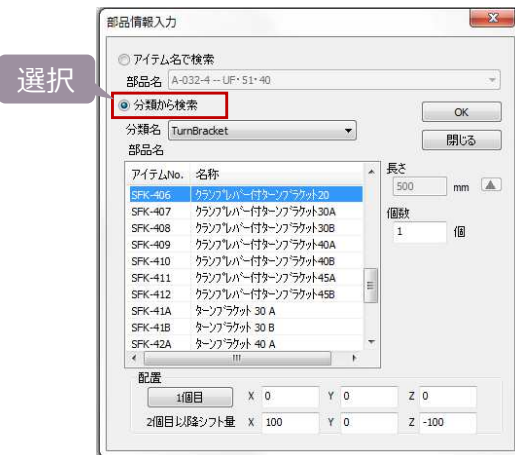 部品情報入力
選択
アイテム名で検索
部品名 A-032-4 -- UF・51・40
分類から検索
OK
分類名 TurnBracket
閉じる
部品名
アイテムNo. 名称
長さ
500 mm
SFK-406 ｸﾗﾝﾌﾟﾚﾊﾞｰ付ﾀｰﾝﾌﾞﾗｹｯﾄ20
SFK-407 ｸﾗﾝﾌﾟﾚﾊﾞｰ付ﾀｰﾝﾌﾞﾗｹｯﾄ30A
個数
SFK-408 ｸﾗﾝﾌﾟﾚﾊﾞｰ付ﾀｰﾝﾌﾞﾗｹｯﾄ30B
1 個
SFK-409 ｸﾗﾝﾌﾟﾚﾊﾞｰ付ﾀｰﾝﾌﾞﾗｹｯﾄ40A
SFK-410 ｸﾗﾝﾌﾟﾚﾊﾞｰ付ﾀｰﾝﾌﾞﾗｹｯﾄ40B
SFK-411 ｸﾗﾝﾌﾟﾚﾊﾞｰ付ﾀｰﾝﾌﾞﾗｹｯﾄ45A
SFK-412 ｸﾗﾝﾌﾟﾚﾊﾞｰ付ﾀｰﾝﾌﾞﾗｹｯﾄ45B
SFK-41A ﾀｰﾝﾌﾞﾗｹｯﾄ 30 A
SFK-41B ﾀｰﾝﾌﾞﾗｹｯﾄ 30 B
SFK-42A ﾀｰﾝﾌﾞﾗｹｯﾄ 40 A
配置
1個目 X 0 Y 0 Z 0
2個目以降シフト量 X 100 Y 0 Z -100